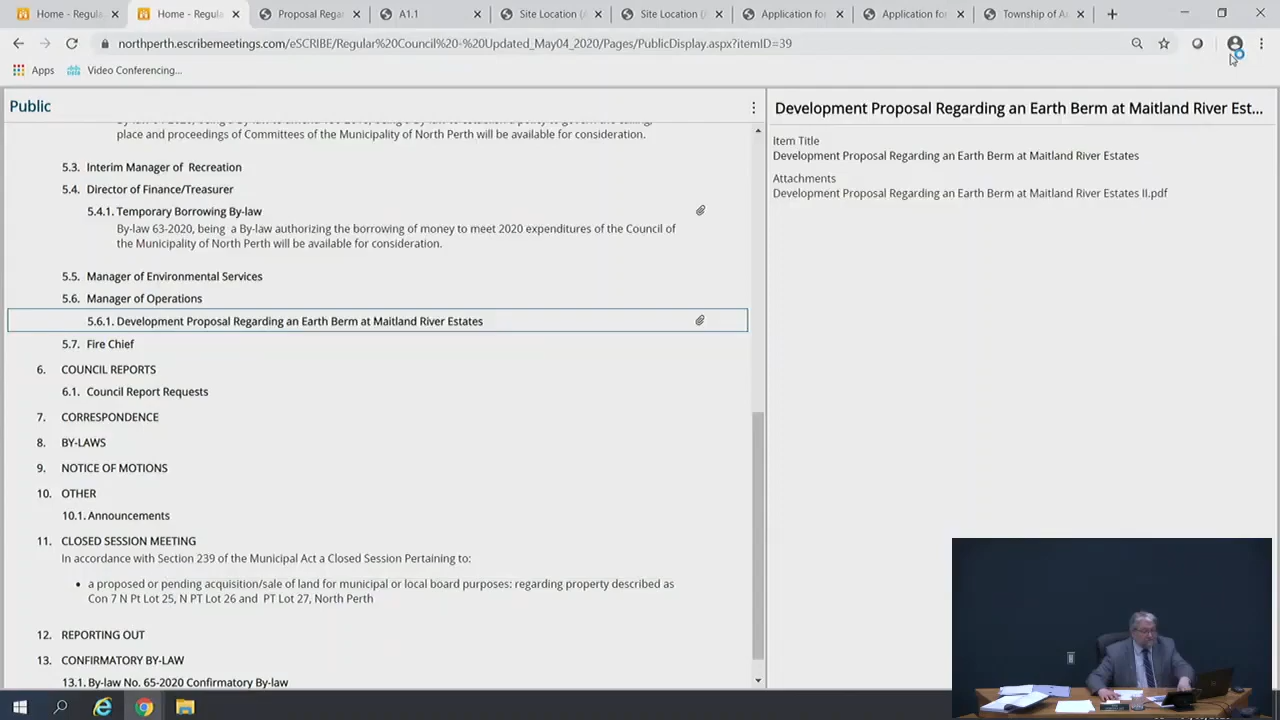 Home - Regula
Home - Regula
Proposal Regar
A1.1
Site Location (A
Site Location (A
Application for
Application for
Township of As
northperth.escribemeetings.com/eSCRIBE/Regular%20Council%20-%20Updated_May04_2020/Pages/PublicDisplay.aspx?itemID=39
Apps
Video Conferencing...
Public
place and proceedings of Committees of the Municipality of North Perth will be available for consideration.
5.3. Interim Manager of Recreation
5.4. Director of Finance/Treasurer
5.4.1. Temporary Borrowing By-law
By-law 63-2020, being a By-law authorizing the borrowing of money to meet 2020 expenditures of the Council of
the Municipality of North Perth will be available for consideration.
5.5. Manager of Environmental Services
5.6. Manager of Operations
5.6.1. Development Proposal Regarding an Earth Berm at Maitland River Estates
5.7. Fire Chief
6. COUNCIL REPORTS
6.1. Council Report Requests
7. CORRESPONDENCE
8. BY-LAWS
9. NOTICE OF MOTIONS
10. OTHER
10.1. Announcements
11. CLOSED SESSION MEETING
In accordance with Section 239 of the Municipal Act a Closed Session Pertaining to:
• a proposed or pending acquisition/sale of land for municipal or local board purposes: regarding property described as
Con 7 N Pt Lot 25, N PT Lot 26 and PT Lot 27, North Perth
12. REPORTING OUT
13. CONFIRMATORY BY-LAW
13.1. By-law No. 65-2020 Confirmatory By-law
Development Proposal Regarding an Earth Berm at Maitland River Est...
Item Title
Development Proposal Regarding an Earth Berm at Maitland River Estates
Attachments
Development Proposal Regarding an Earth Berm at Maitland River Estates II.pdf